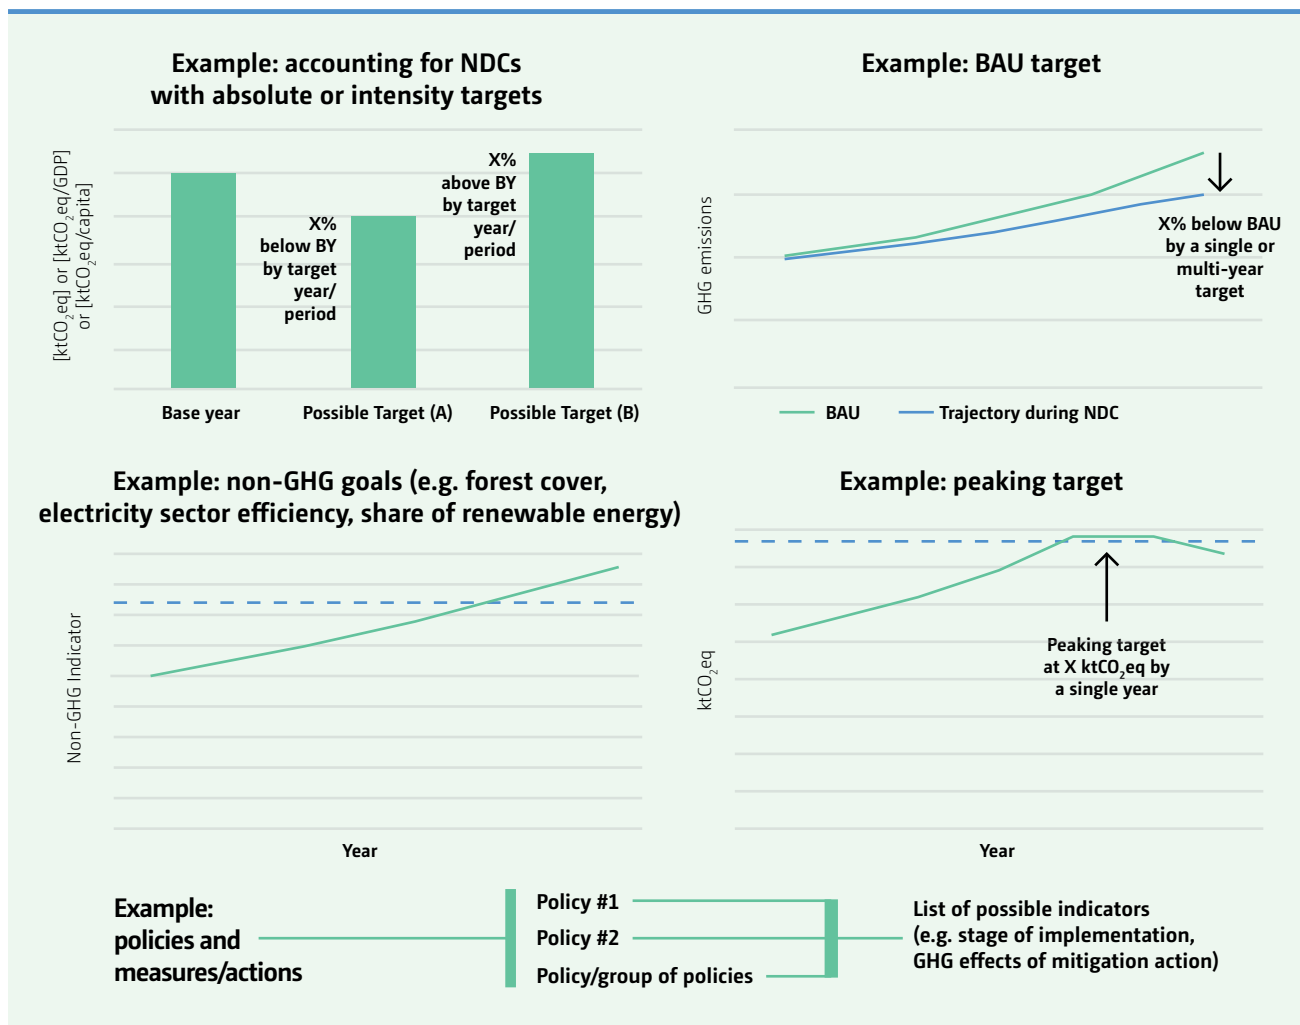 Example: accounting for NDCs
with absolute or intensity targets
[ktCO₂eq] or [ktCO₂eq/GDP]
or [ktCO₂eq/capita]
X%
below BY
by target
year/
period
X%
above BY
by target
year/
period
Base year
Possible Target (A)
Possible Target (B)
Example: BAU target
GHG emissions
X% below BAU
by a single or
multi-year
target
BAU
Trajectory during NDC
Example: non-GHG goals (e.g. forest cover,
electricity sector efficiency, share of renewable energy)
Non-GHG Indicator
Year
Example: peaking target
ktCO₂eq
Peaking target
at X ktCO₂eq by
a single year
Year
Example:
policies and
measures/actions
Policy #1
Policy #2
Policy/group of policies
List of possible indicators
(e.g. stage of implementation,
GHG effects of mitigation action)